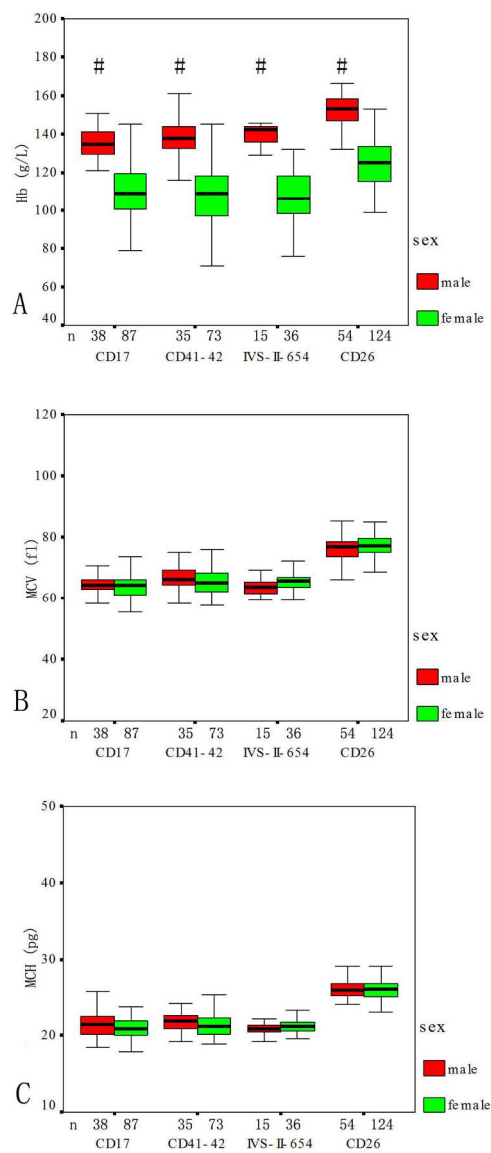 200
180
# # # #
160
140
120
100
80
60
40
Hb (g/L)
sex
male
female
A
n 38 87 35 73 15 36 54 124
CD17 CD41-42 IVS-II-654 CD26
120
100
80
60
40
20
MCV (fl)
sex
male
female
B
n 38 87 35 73 15 36 54 124
CD17 CD41-42 IVS-II-654 CD26
50
40
30
20
10
MCH (pg)
sex
male
female
C
n 38 87 35 73 15 36 54 124
CD17 CD41-42 IVS-II-654 CD26